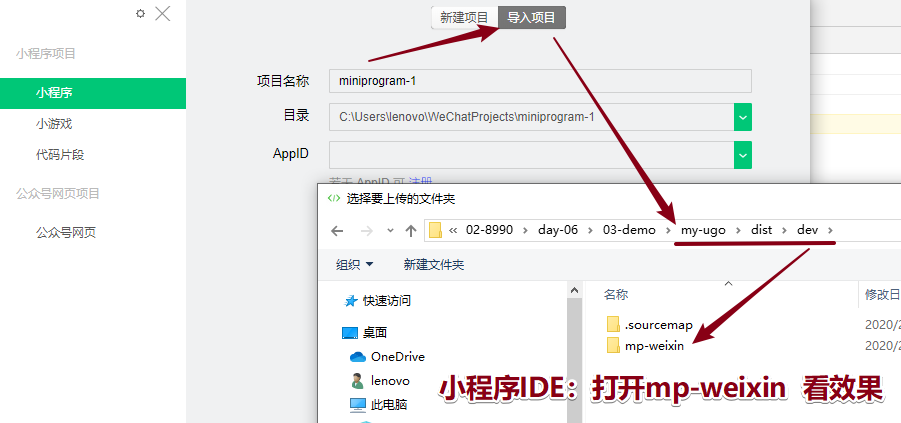 新建项目 导入项目
小程序项目
小程序
小游戏
代码片段
公众号网页项目
公众号网页
项目名称 miniprogram-1
目录 C:\Users\lenovo\WeChatProjects\miniprogram-1
AppID
若无 AppID 可 注册
选择要上传的文件夹
« 02-8990 › day-06 › 03-demo › my-ugo › dist › dev ›
组织 新建文件夹
快速访问
桌面
OneDrive
lenovo
此电脑
名称 修改日
.sourcemap 2020/2
mp-weixin 2020/2
小程序IDE：打开mp-weixin 看效果